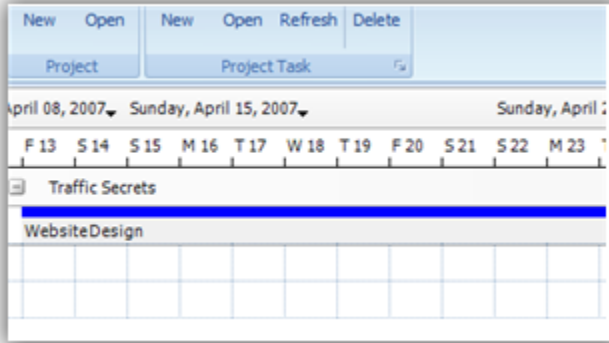 New Open New Open Refresh Delete
Project Project Task
April 08, 2007 Sunday, April 15, 2007 Sunday, April
F 13 S 14 S 15 M 16 T 17 W 18 T 19 F 20 S 21 S 22 M 23
Traffic Secrets
WebsiteDesign